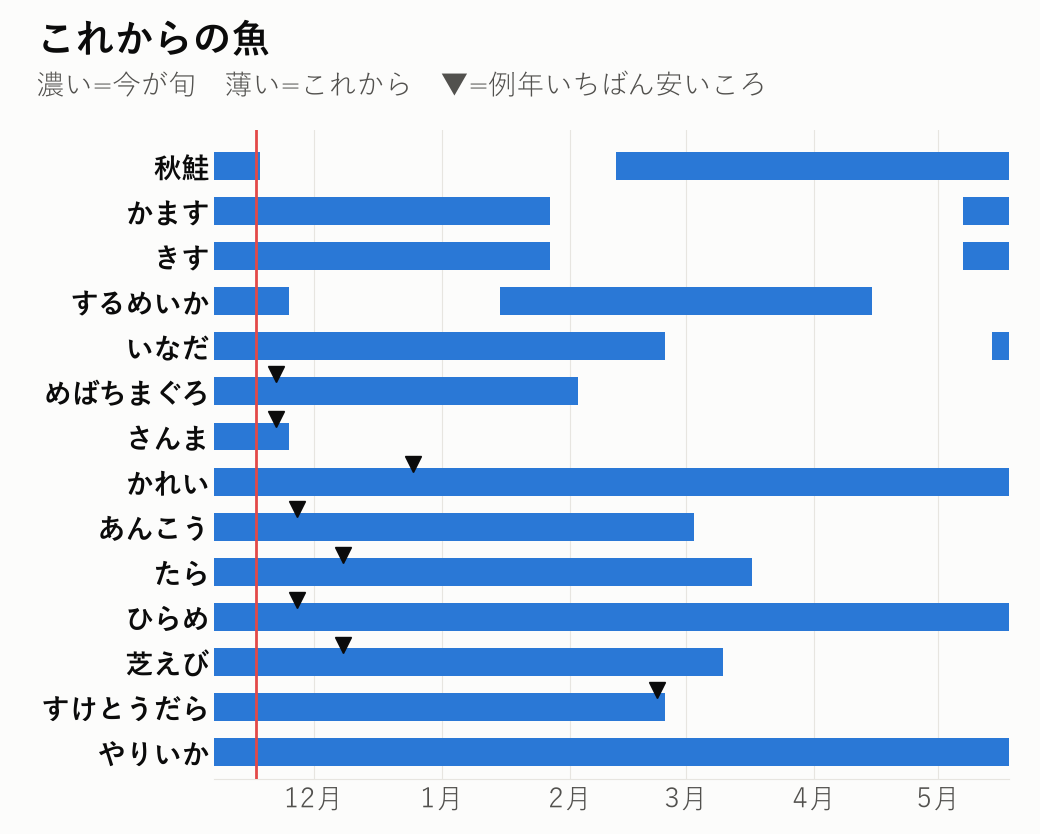 これからの魚
濃い=今が旬　薄い=これから　▼=例年いちばん安いころ
秋鮭
かます
きす
するめいか
いなだ
めばちまぐろ
さんま
かれい
あんこう
たら
ひらめ
芝えび
すけとうだら
やりいか
12月 1月 2月 3月 4月 5月